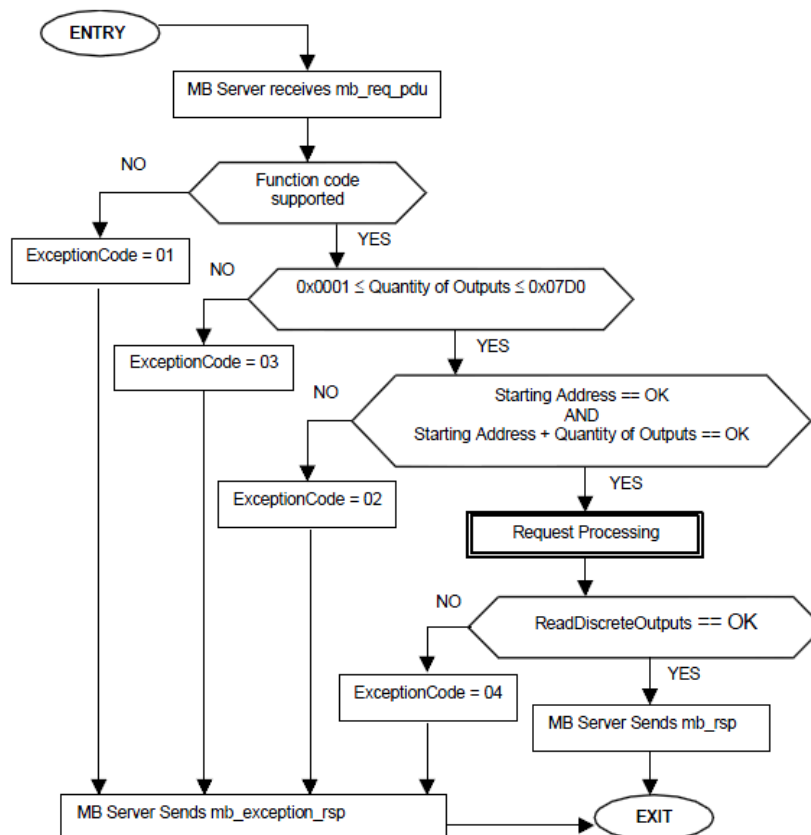 ENTRY
MB Server receives mb_req_pdu
NO
Function code
supported
YES
ExceptionCode = 01
NO
0x0001 ≤ Quantity of Outputs ≤ 0x07D0
YES
ExceptionCode = 03
NO
Starting Address == OK
AND
Starting Address + Quantity of Outputs == OK
YES
ExceptionCode = 02
Request Processing
NO
ReadDiscreteOutputs == OK
YES
ExceptionCode = 04
MB Server Sends mb_rsp
MB Server Sends mb_exception_rsp
EXIT